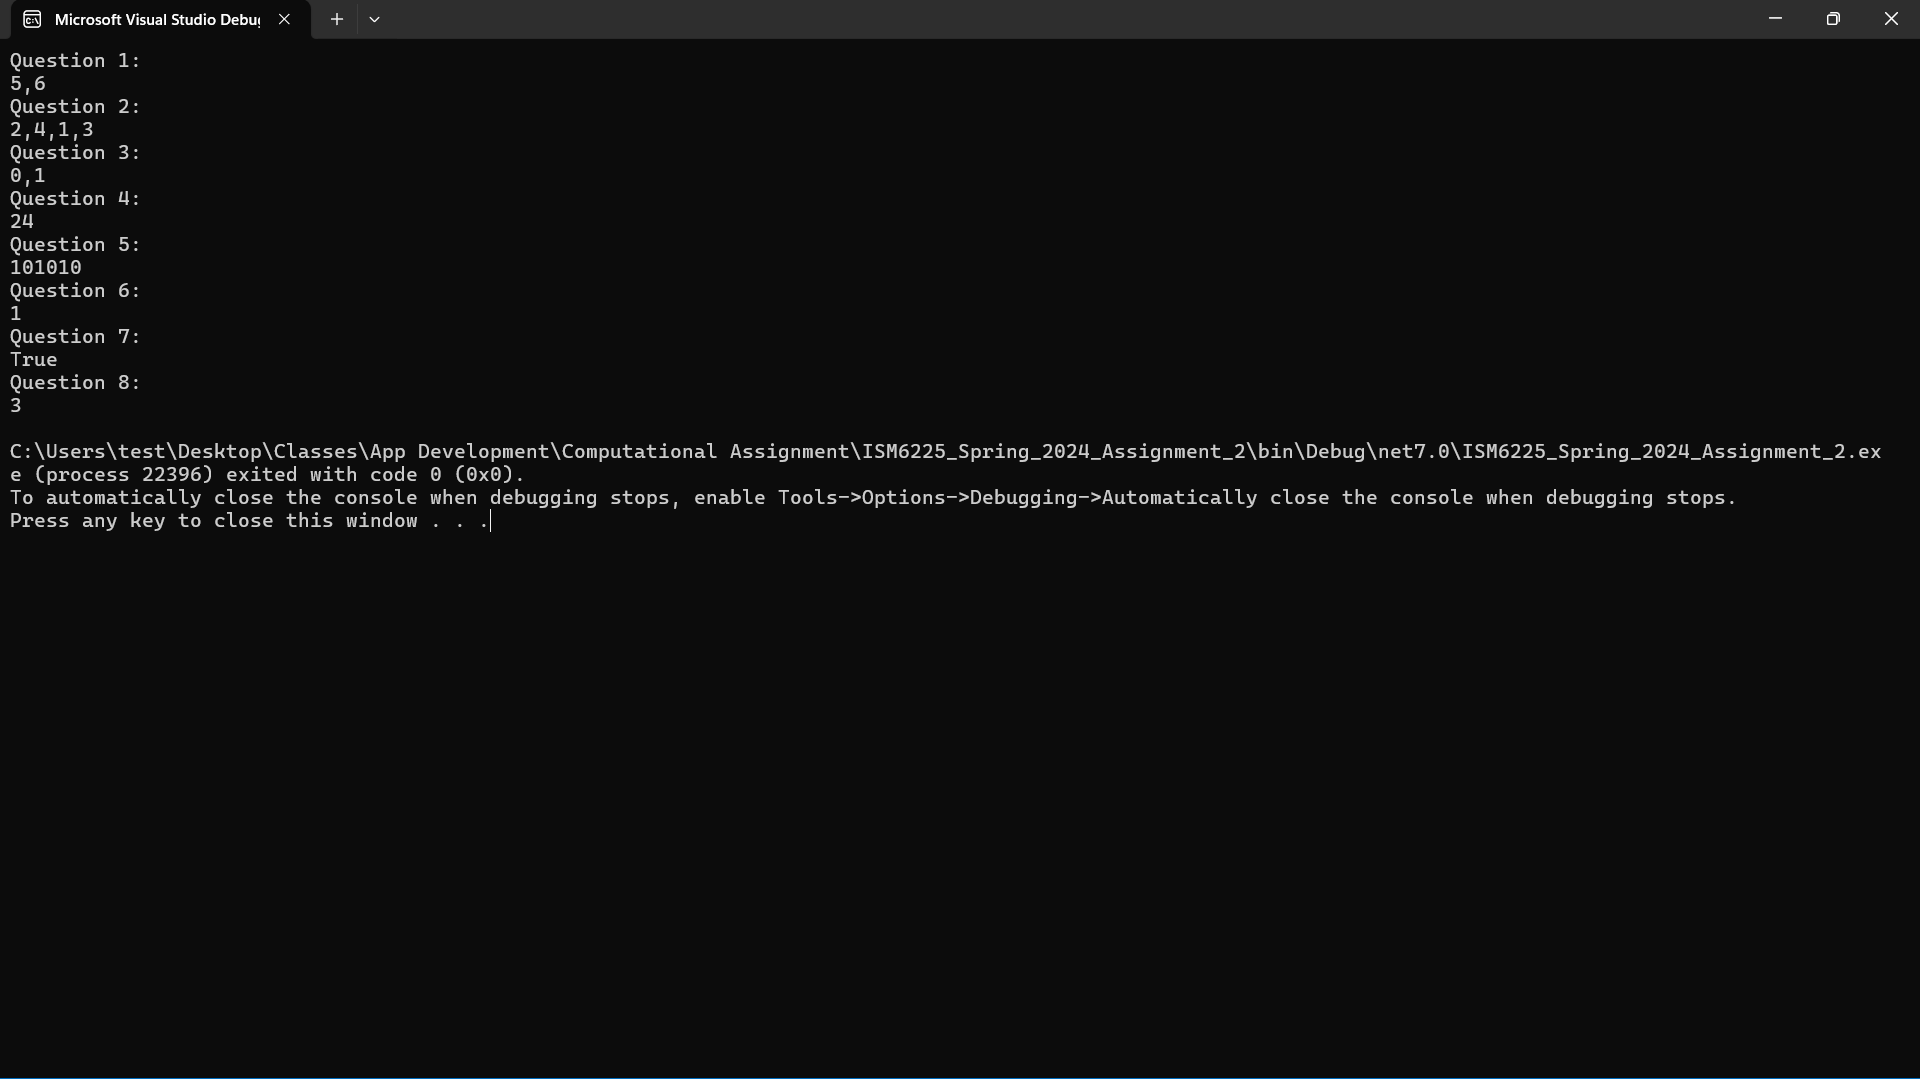 Microsoft Visual Studio Debu
Question 1:
5,6
Question 2:
2,4,1,3
Question 3:
0,1
Question 4:
24
Question 5:
101010
Question 6:
1
Question 7:
True
Question 8:
3
C:\Users\test\Desktop\Classes\App Development\Computational Assignment\ISM6225_Spring_2024_Assignment_2\bin\Debug\net7.0\ISM6225_Spring_2024_Assignment_2.ex
e (process 22396) exited with code 0 (0x0).
To automatically close the console when debugging stops, enable Tools->Options->Debugging->Automatically close the console when debugging stops.
Press any key to close this window . . .